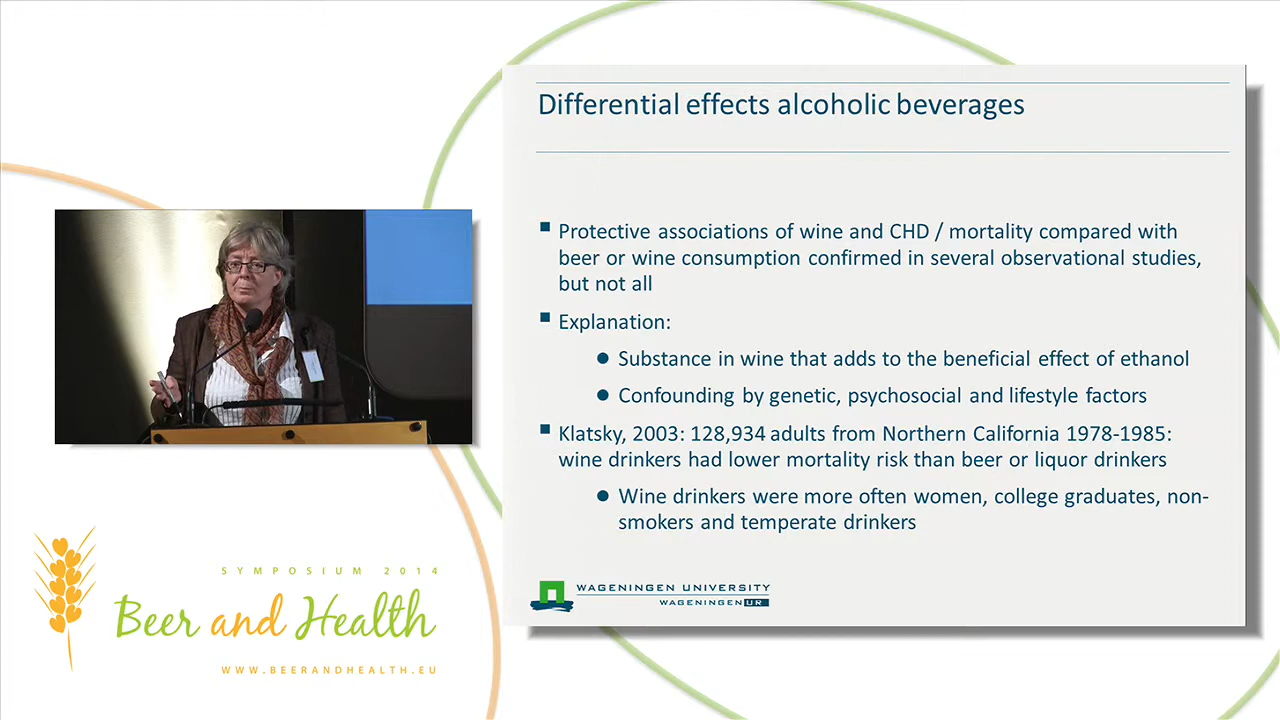 Differential effects alcoholic beverages
Protective associations of wine and CHD / mortality compared with
beer or wine consumption confirmed in several observational studies,
but not all
Explanation:
Substance in wine that adds to the beneficial effect of ethanol
Confounding by genetic, psychosocial and lifestyle factors
Klatsky, 2003: 128,934 adults from Northern California 1978-1985:
wine drinkers had lower mortality risk than beer or liquor drinkers
Wine drinkers were more often women, college graduates, non-
smokers and temperate drinkers
WAGENINGEN UNIVERSITY
WAGENINGEN UR
SYMPOSIUM 2014
Beer and Health
WWW.BEERANDHEALTH.EU